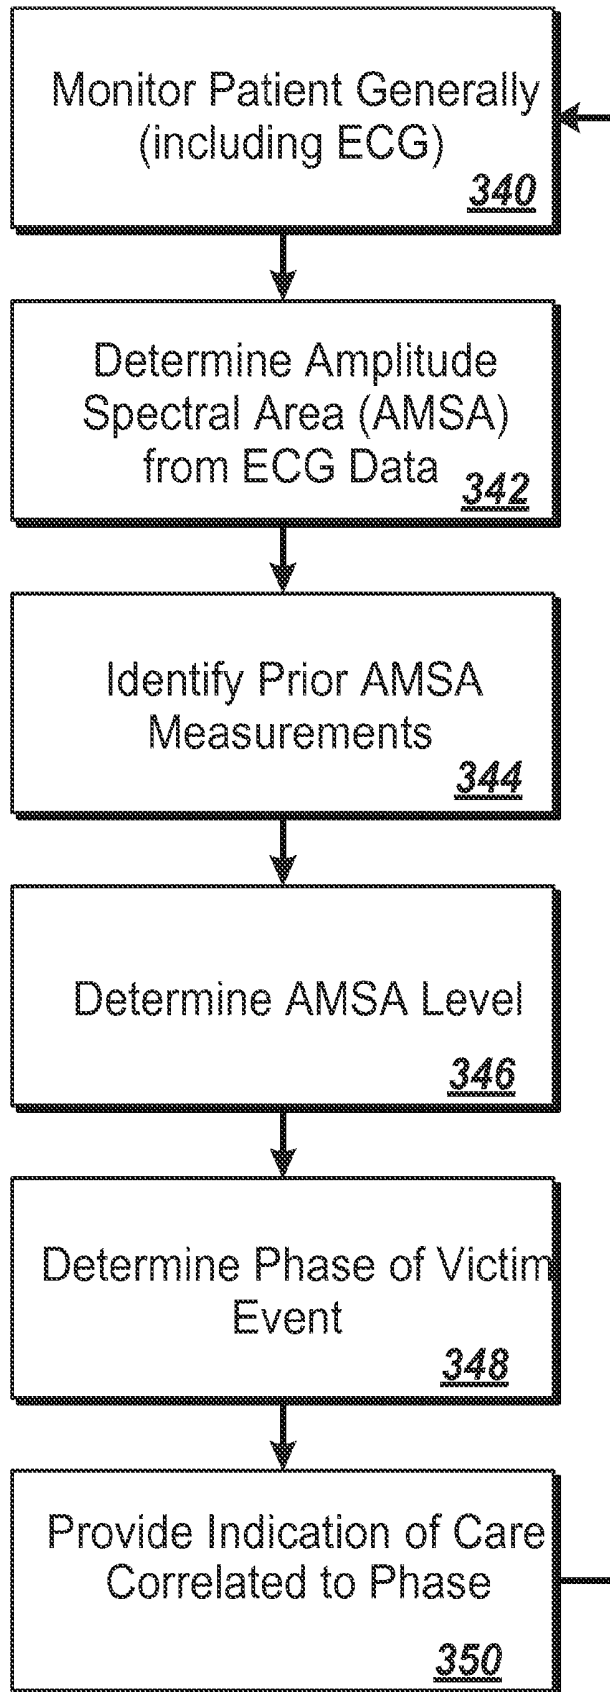 Monitor Patient Generally
(including ECG)
340
Determine Amplitude
Spectral Area (AMSA)
from ECG Data
342
Identify Prior AMSA
Measurements
344
Determine AMSA Level
346
Determine Phase of Victim
Event
348
Provide Indication of Care
Correlated to Phase
350